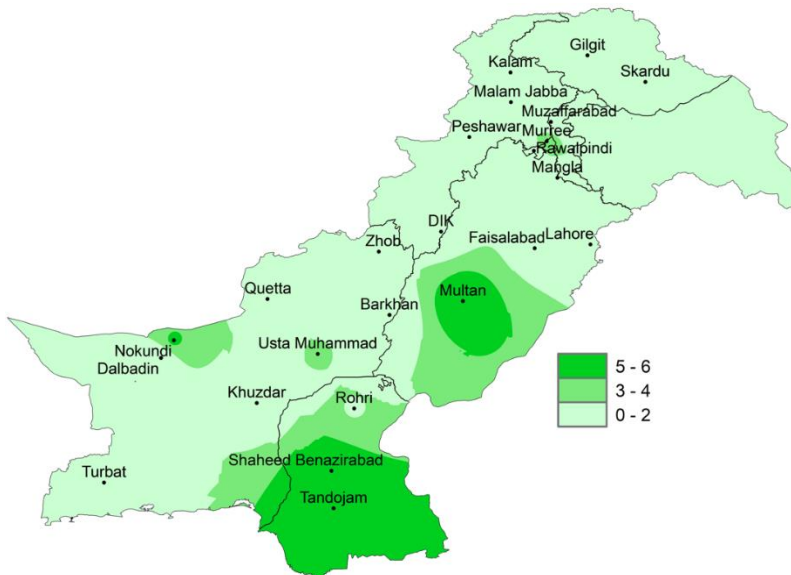 Gilgit
Kalam
Skardu
Malam Jabba
Muzaffarabad
Murree
Peshawar
Rawalpindi
Mangla
DIK
Lahore
Faisalabad
Zhob
Quetta
Multan
Barkhan
Usta Muhammad
Nokundi
Dalbadin
5 - 6
3 - 4
0 - 2
Khuzdar
Rohri
Shaheed Benazirabad
Turbat
Tandojam